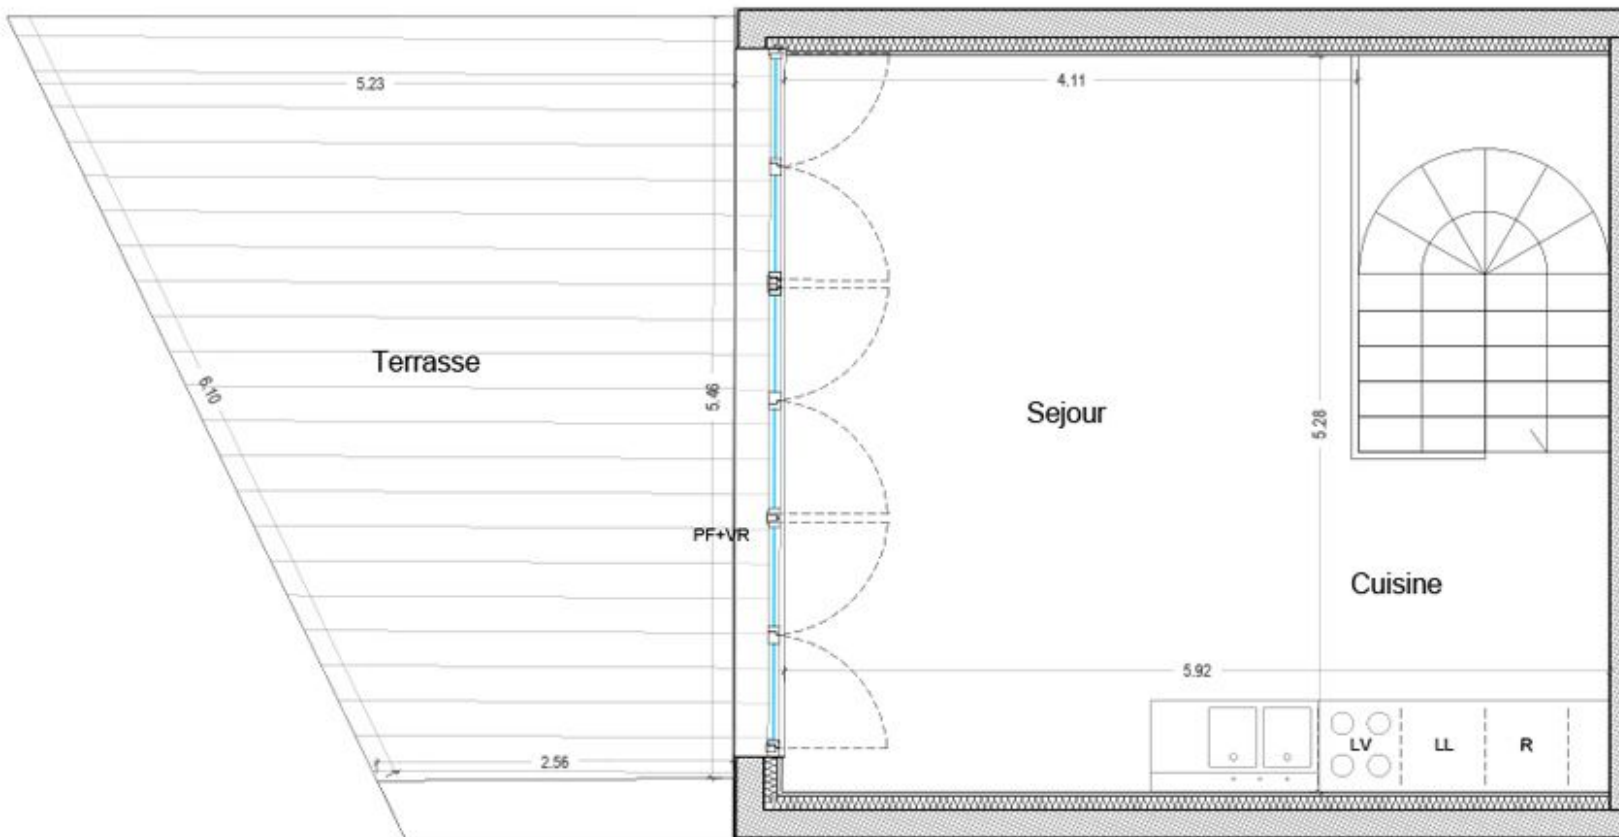 5.23
4.11
Terrasse
6.10
5.46
Sejour
5.28
PF+VR
Cuisine
5.92
2.56
LV
LL
R